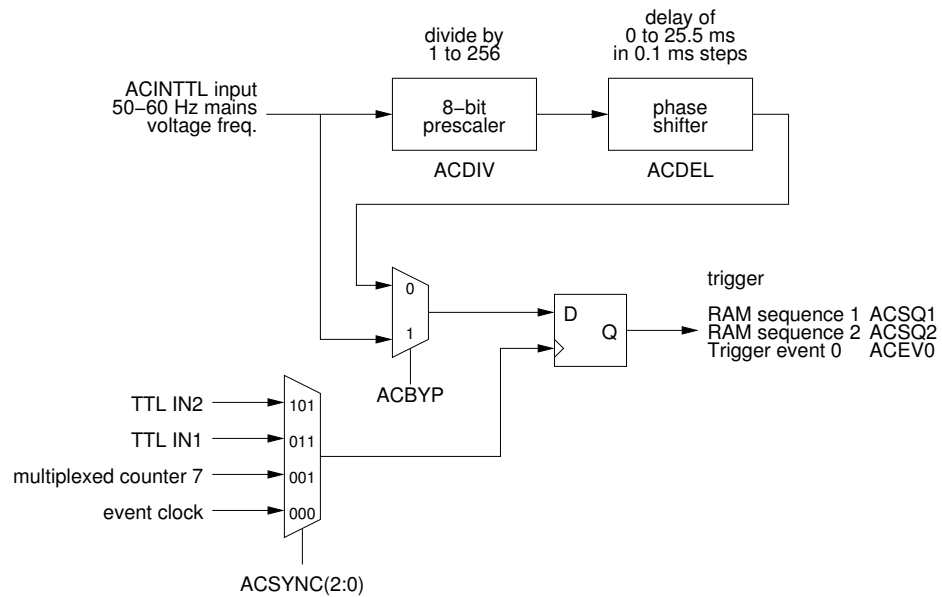 divide by
1 to 256
delay of
0 to 25.5 ms
in 0.1 ms steps
ACINTTL input
50−60 Hz mains
voltage freq.
8−bit
prescaler
phase
shifter
ACDIV
ACDEL
0
1
ACBYP
D
Q
trigger
RAM sequence 1 ACSQ1
RAM sequence 2 ACSQ2
Trigger event 0 ACEV0
TTL IN2
101
TTL IN1
011
multiplexed counter 7
001
event clock
000
ACSYNC(2:0)